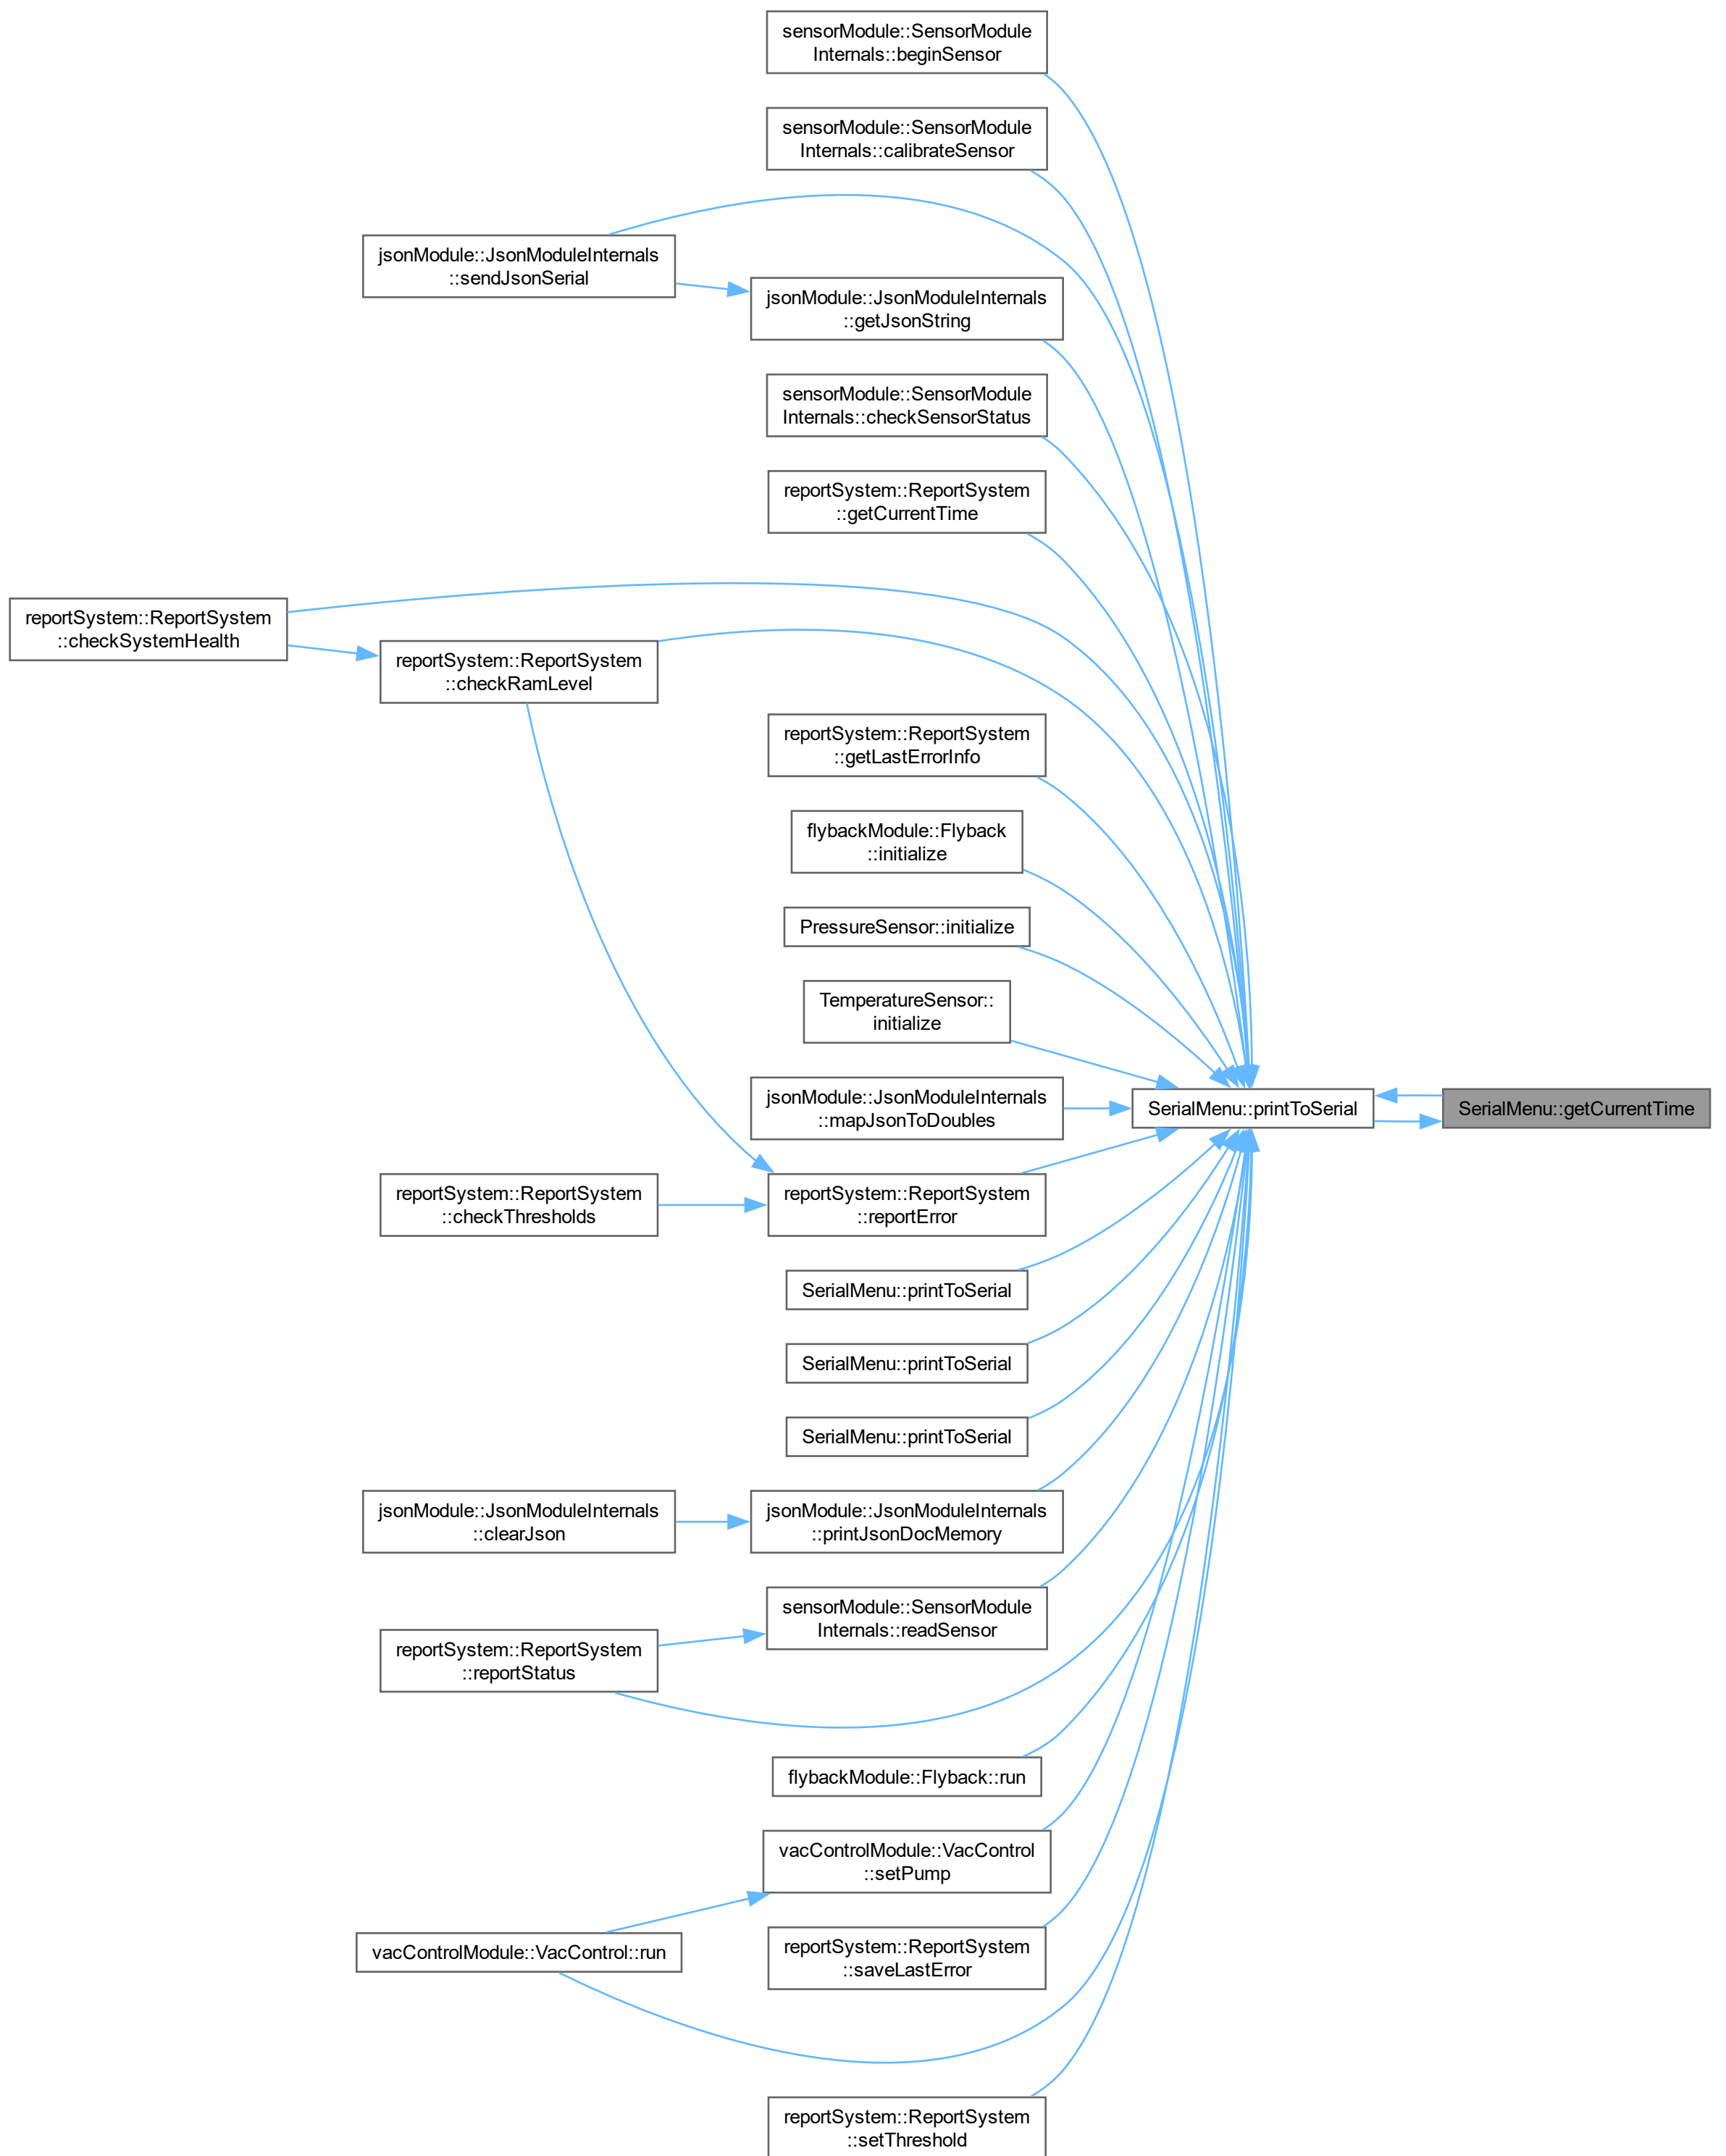 sensorModule::SensorModule
Internals::beginSensor
sensorModule::SensorModule
Internals::calibrateSensor
jsonModule::JsonModuleInternals
::sendJsonSerial
jsonModule::JsonModuleInternals
::getJsonString
sensorModule::SensorModule
Internals::checkSensorStatus
reportSystem::ReportSystem
::getCurrentTime
reportSystem::ReportSystem
::checkSystemHealth
reportSystem::ReportSystem
::checkRamLevel
reportSystem::ReportSystem
::getLastErrorInfo
flybackModule::Flyback
::initialize
PressureSensor::initialize
TemperatureSensor::
initialize
jsonModule::JsonModuleInternals
::mapJsonToDoubles
SerialMenu::printToSerial
SerialMenu::getCurrentTime
reportSystem::ReportSystem
::checkThresholds
reportSystem::ReportSystem
::reportError
SerialMenu::printToSerial
SerialMenu::printToSerial
SerialMenu::printToSerial
jsonModule::JsonModuleInternals
::clearJson
jsonModule::JsonModuleInternals
::printJsonDocMemory
sensorModule::SensorModule
Internals::readSensor
reportSystem::ReportSystem
::reportStatus
flybackModule::Flyback::run
vacControlModule::VacControl
::setPump
vacControlModule::VacControl::run
reportSystem::ReportSystem
::saveLastError
reportSystem::ReportSystem
::setThreshold